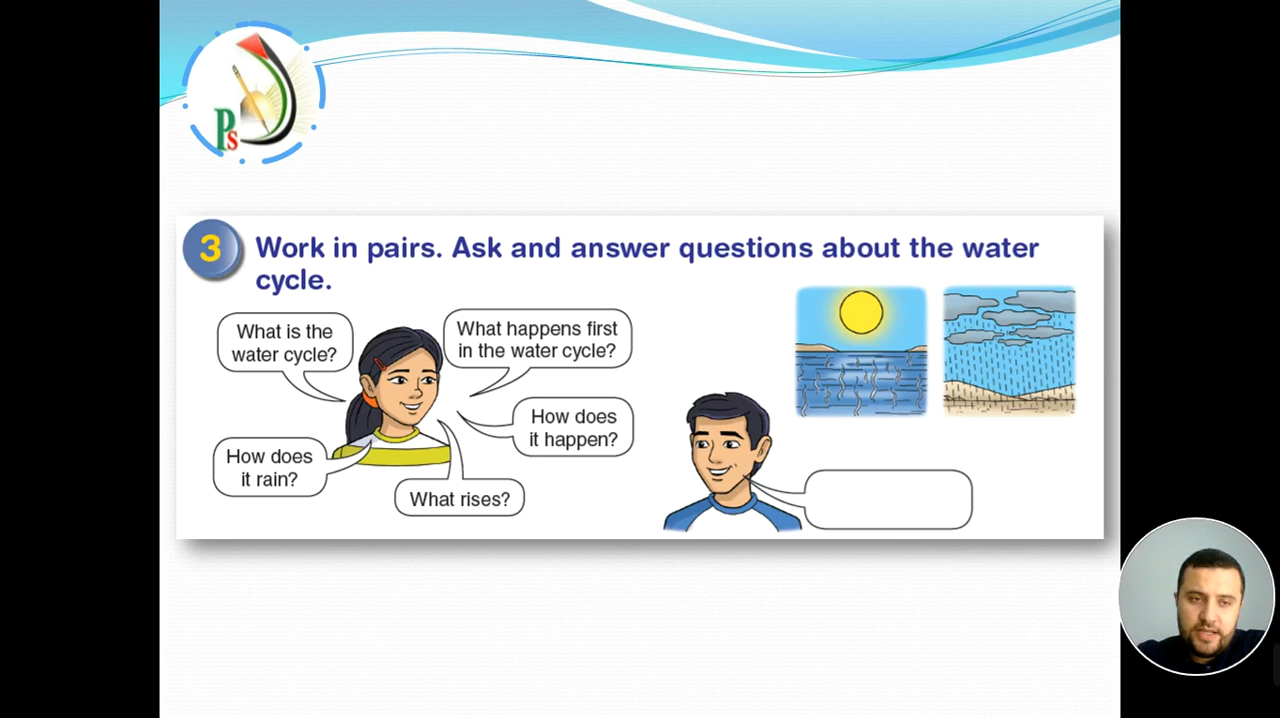 Ps
3
Work in pairs. Ask and answer questions about the water
cycle.
What is the
water cycle?
What happens first
in the water cycle?
How does
it happen?
How does
it rain?
What rises?